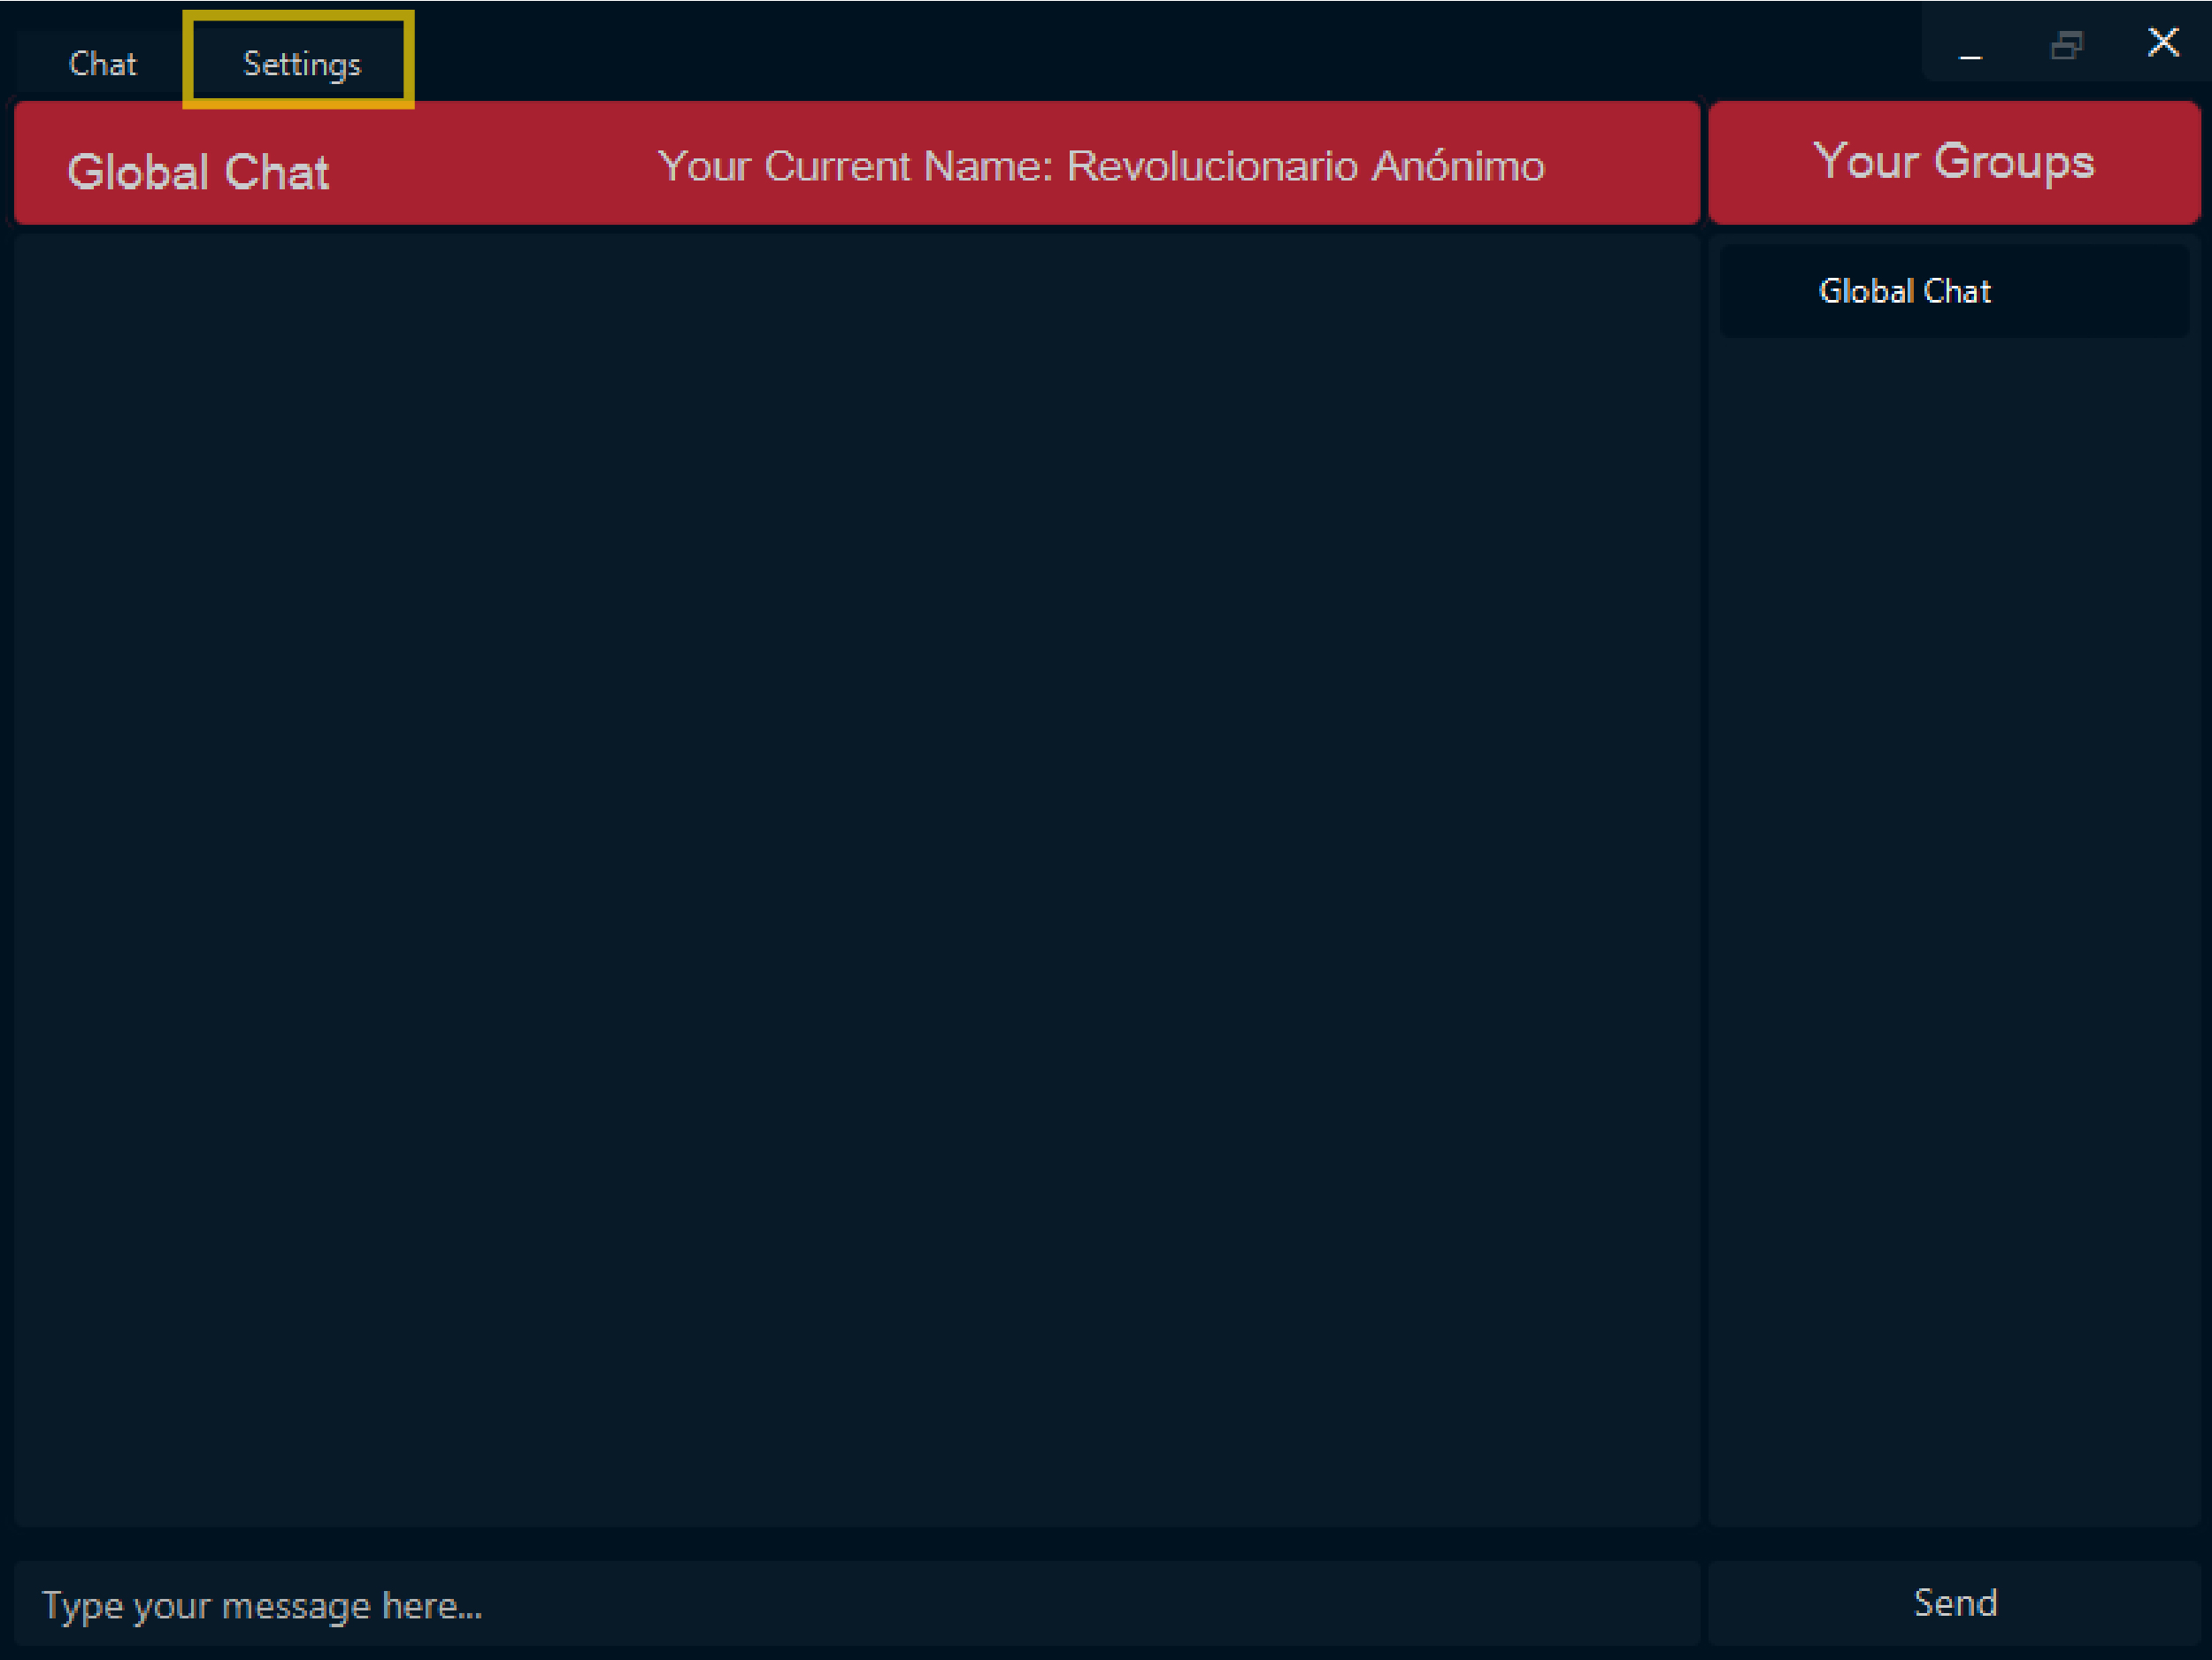 Chat
Settings
Global Chat
Your Current Name: Revolucionario Anónimo
Your Groups
Global Chat
Type your message here...
Send